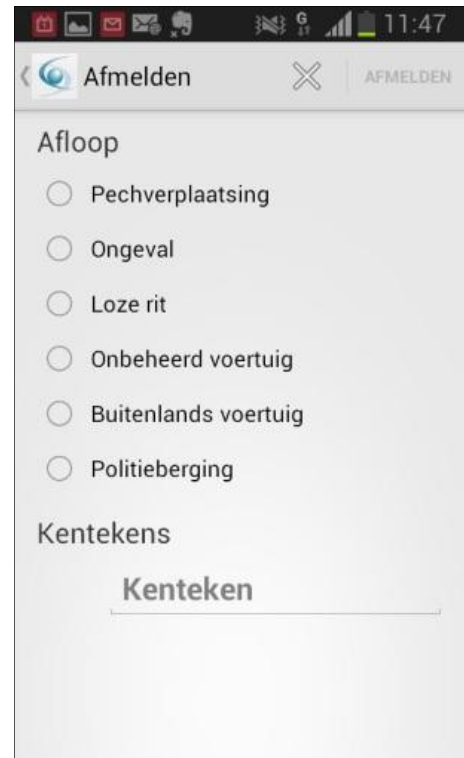 G 11:47
Afmelden AFMELDEN
Afloop
Pechverplaatsing
Ongeval
Loze rit
Onbeheerd voertuig
Buitenlands voertuig
Politieberging
Kentekens
Kenteken